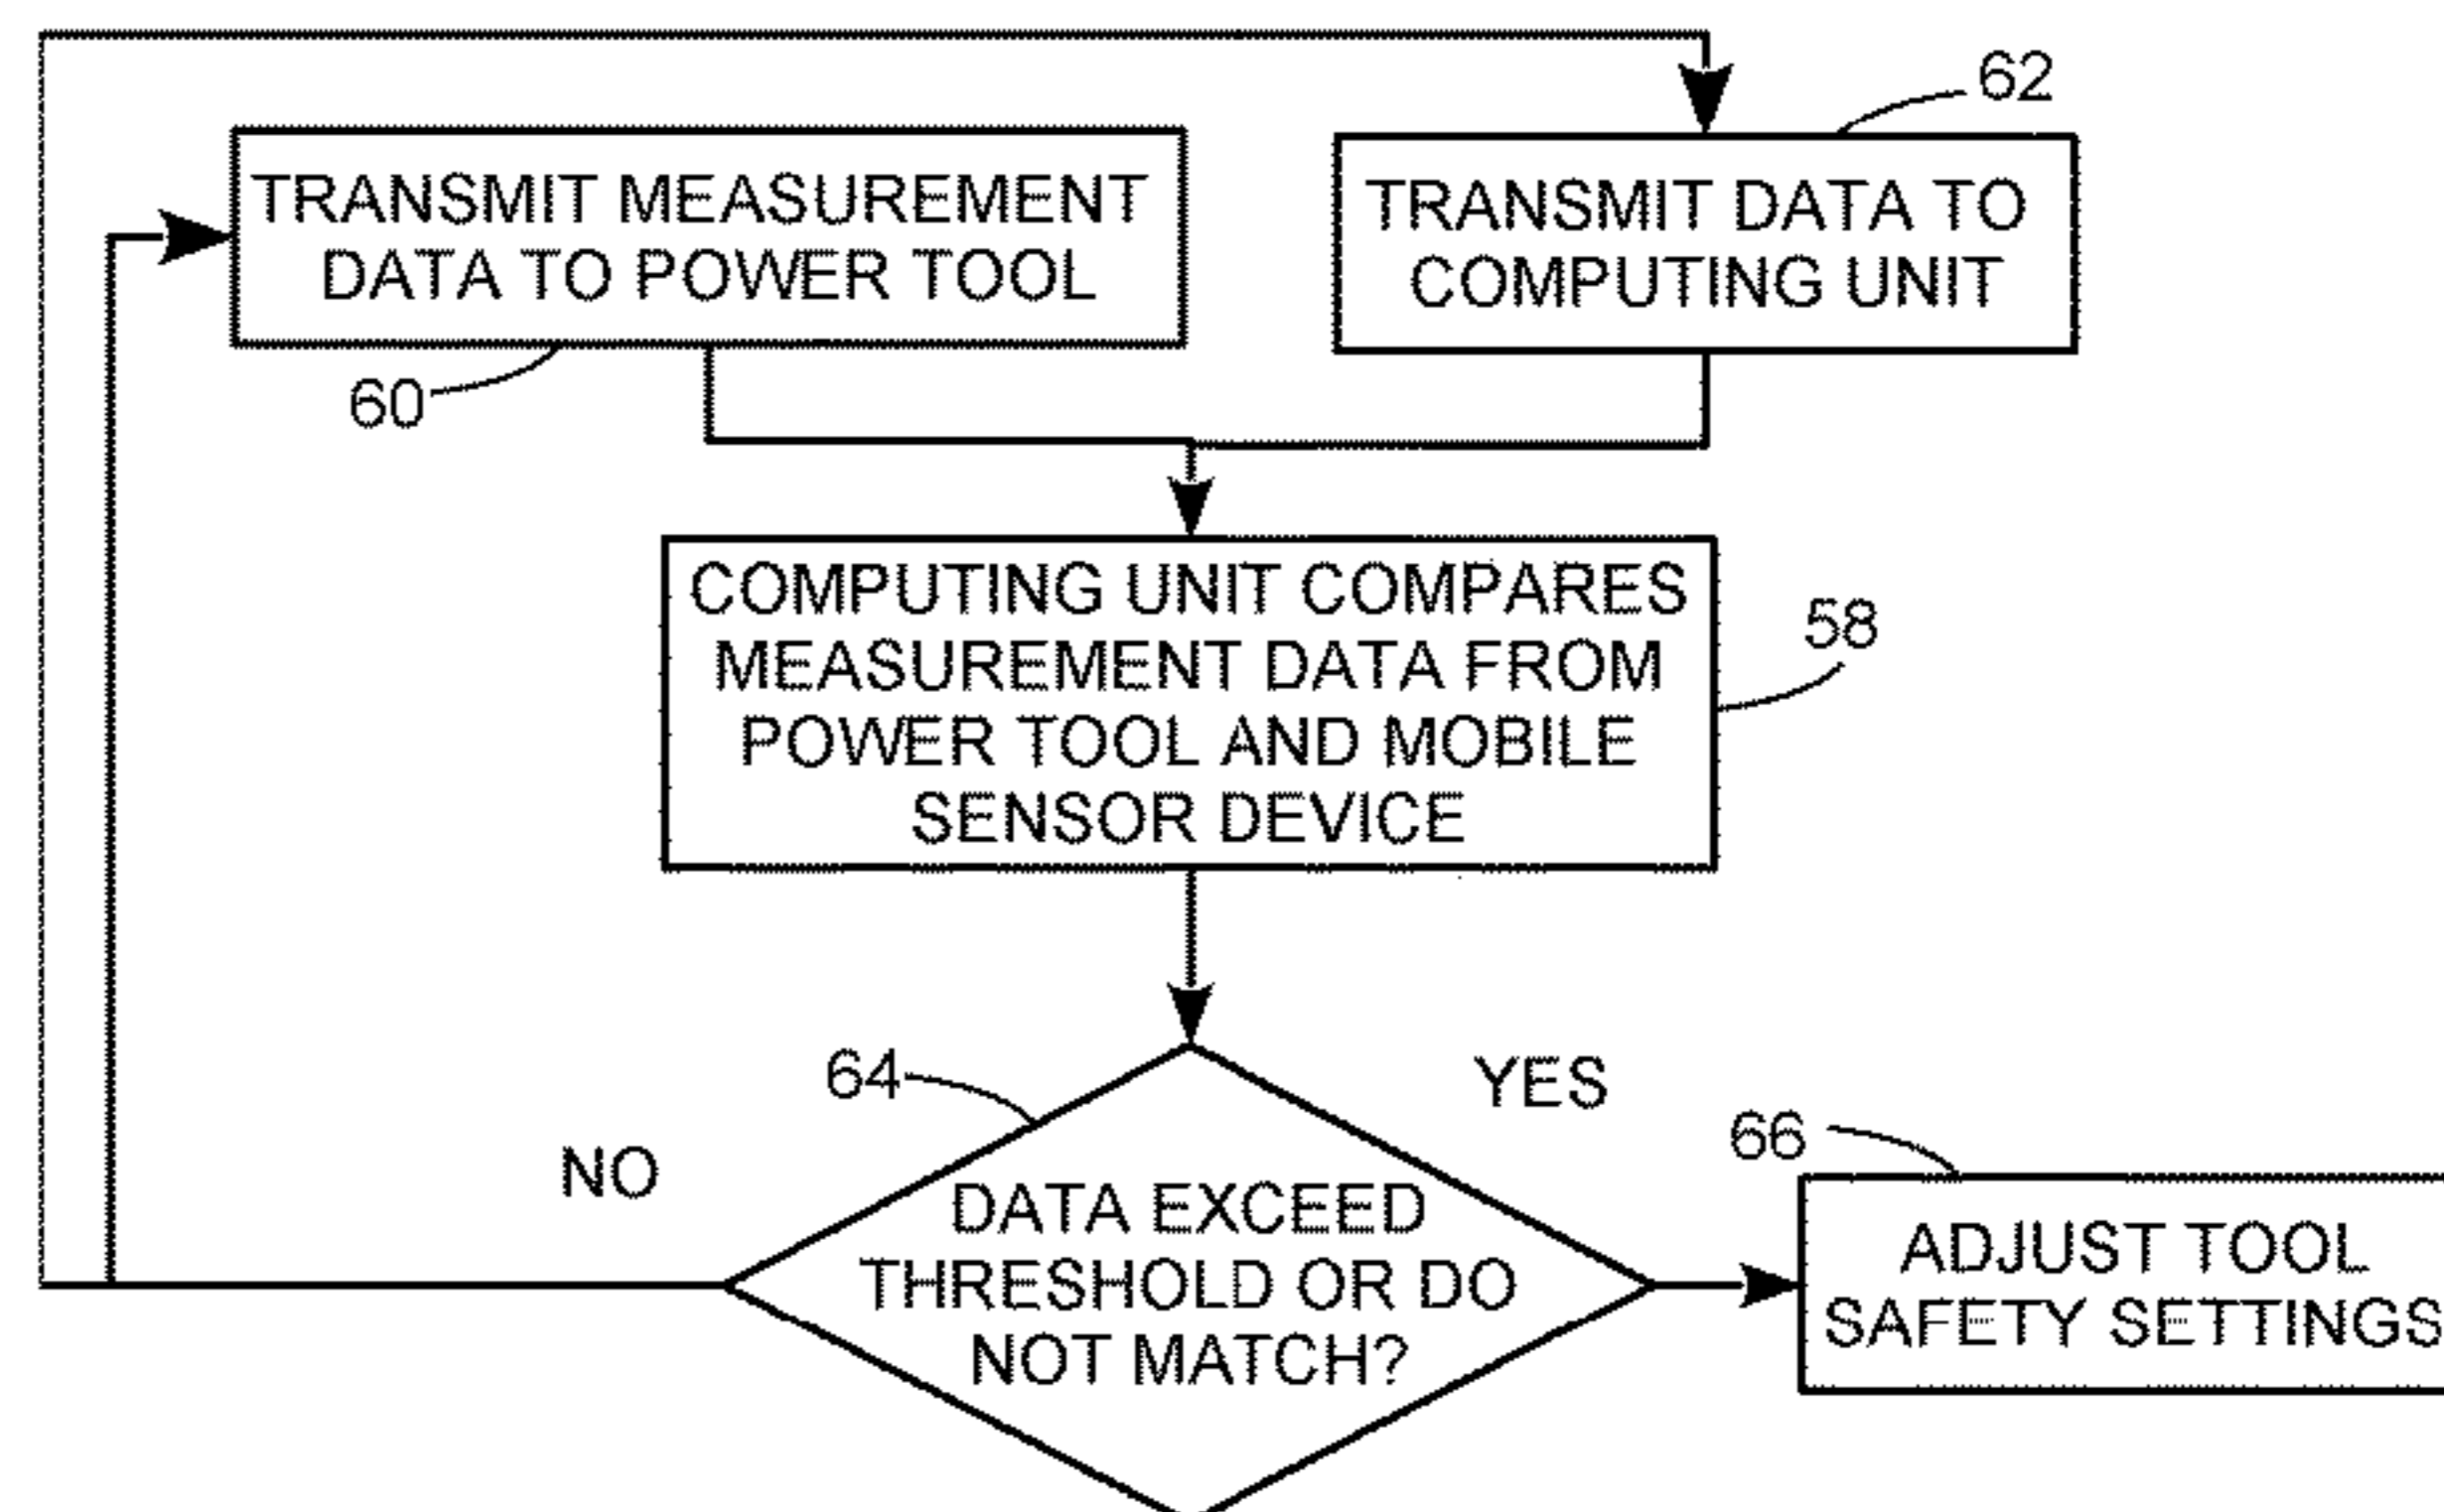 62
TRANSMIT MEASUREMENT
DATA TO POWER TOOL
TRANSMIT DATA TO
COMPUTING UNIT
60
COMPUTING UNIT COMPARES
MEASUREMENT DATA FROM
POWER TOOL AND MOBILE
SENSOR DEVICE
58
64
YES
NO
66
DATA EXCEED
THRESHOLD OR DO
NOT MATCH?
ADJUST TOOL
SAFETY SETTINGS